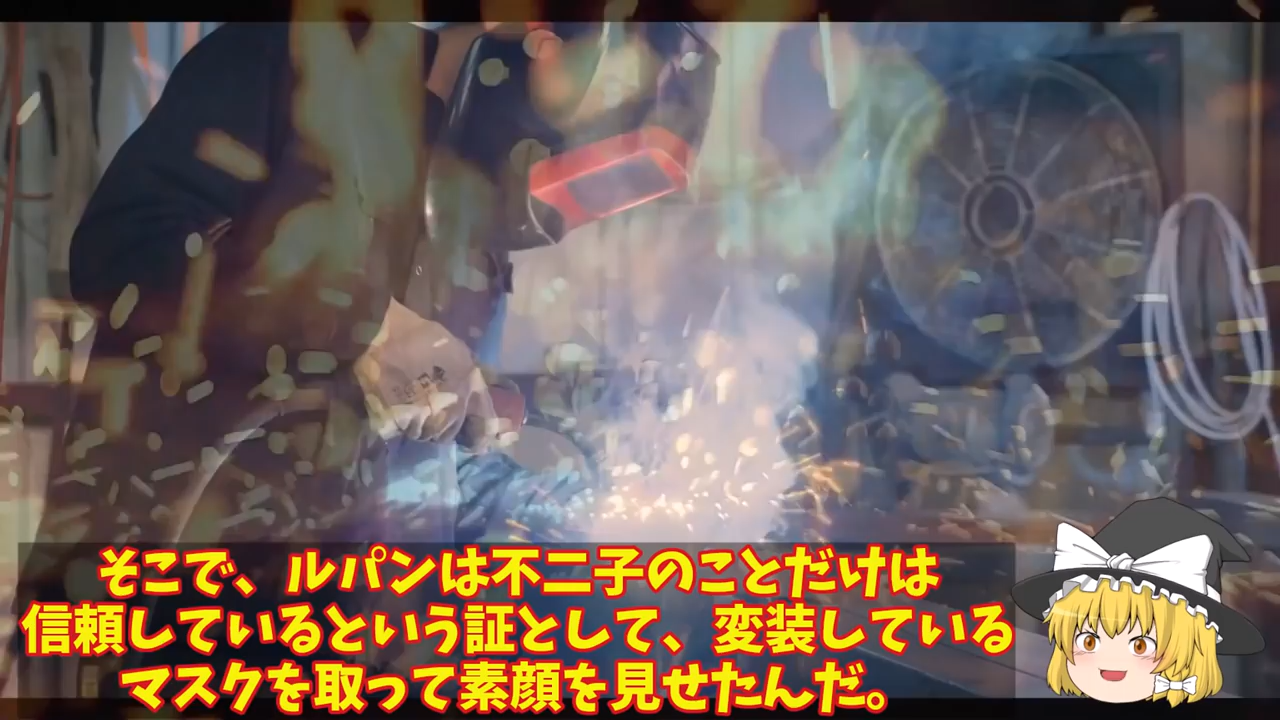 そこで、ルパンは不二子のことだけは
信頼しているという証として、変装している
マスクを取って素顔を見せたんだ。